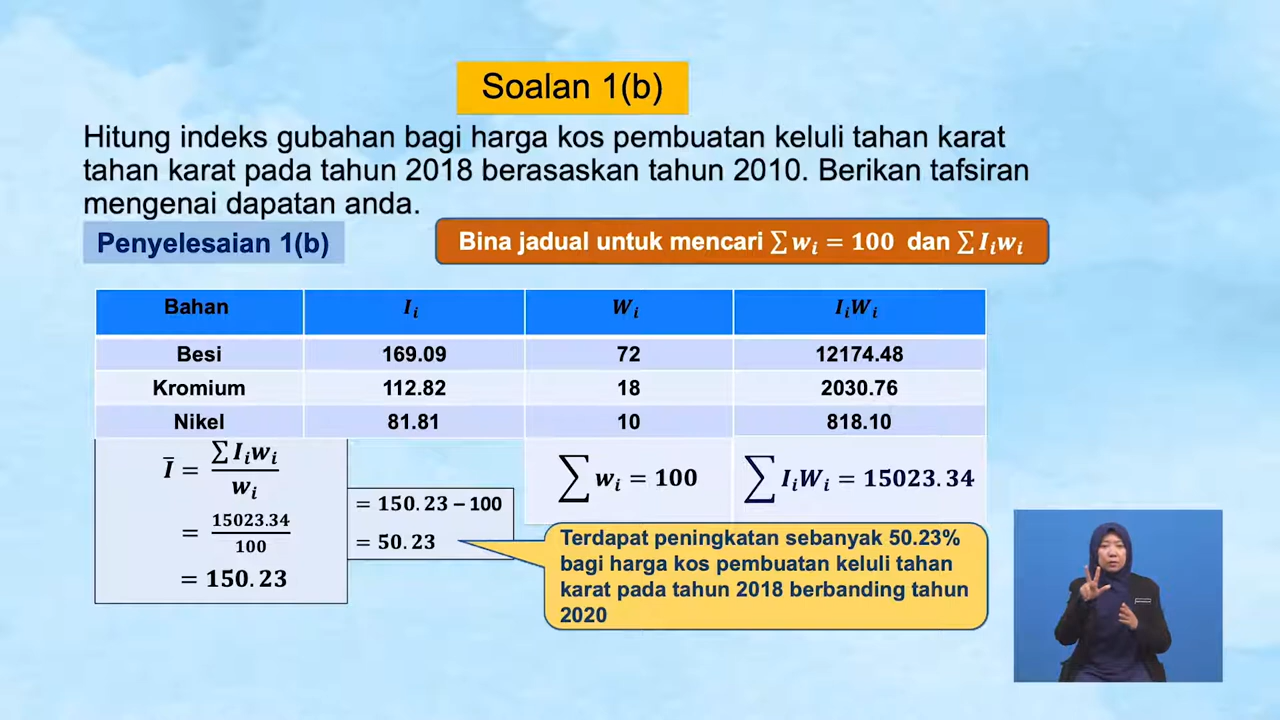 Soalan 1(b)
Hitung indeks gubahan bagi harga kos pembuatan keluli tahan karat
tahan karat pada tahun 2018 berasaskan tahun 2010. Berikan tafsiran
mengenai dapatan anda.
Penyelesaian 1(b)
Bina jadual untuk mencari ∑wᵢ = 100 dan ∑Iᵢwᵢ
Bahan Iᵢ Wᵢ IᵢWᵢ
Besi 169.09 72 12174.48
Kromium 112.82 18 2030.76
Nikel 81.81 10 818.10
∑wᵢ = 100 ∑IᵢWᵢ = 15023.34
Ī = ∑Iᵢwᵢ / wᵢ
= 15023.34 / 100
= 150.23
= 150.23 – 100
= 50.23
Terdapat peningkatan sebanyak 50.23%
bagi harga kos pembuatan keluli tahan
karat pada tahun 2018 berbanding tahun
2020